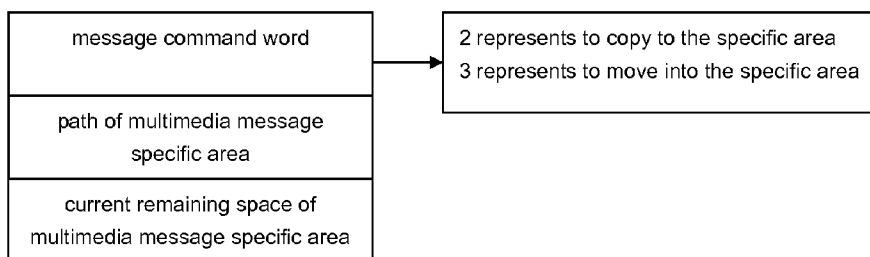 message command word
path of multimedia message
specific area
current remaining space of
multimedia message specific area
2 represents to copy to the specific area
3 represents to move into the specific area